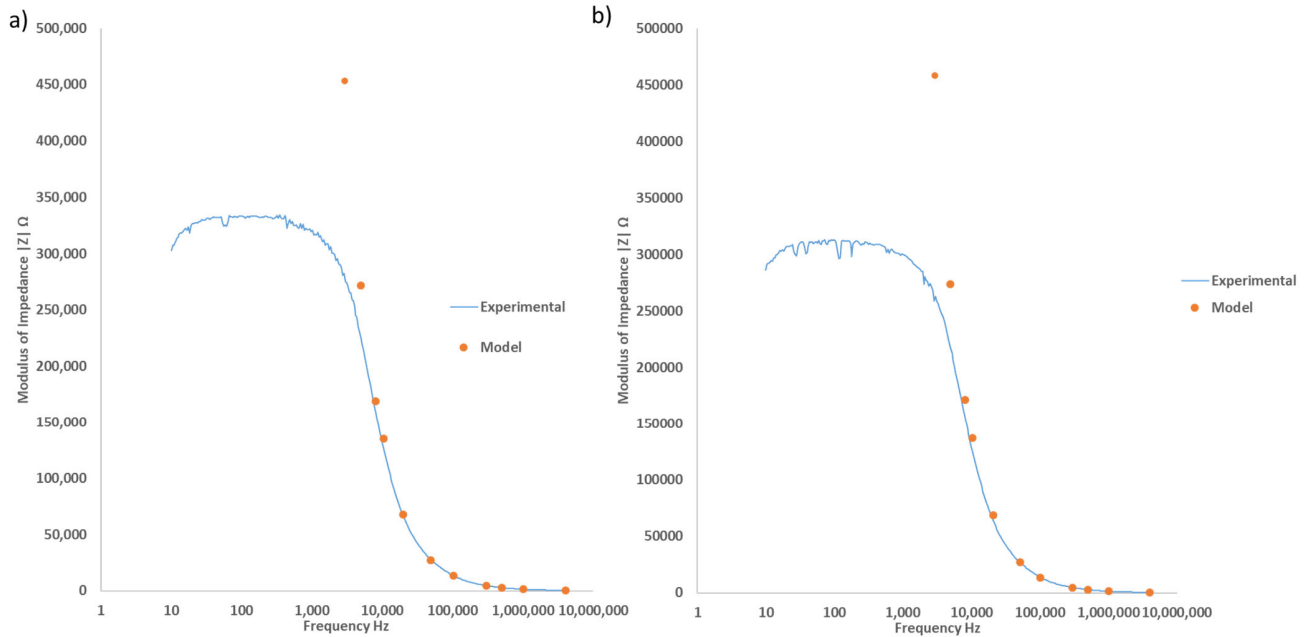 a)
500,000
450,000
400,000
350,000
300,000
250,000
200,000
150,000
100,000
50,000
0
Modulus of Impedance |Z| Ω
1 10 100 1,000 10,000 100,000 1,000,000 10,000,000
Frequency Hz
Experimental
Model
b)
500000
450000
400000
350000
300000
250000
200000
150000
100000
50000
0
Modulus of Impedance |Z| Ω
1 10 100 1,000 10,000 100,000 1,000,000 10,000,000
Frequency Hz
Experimental
Model